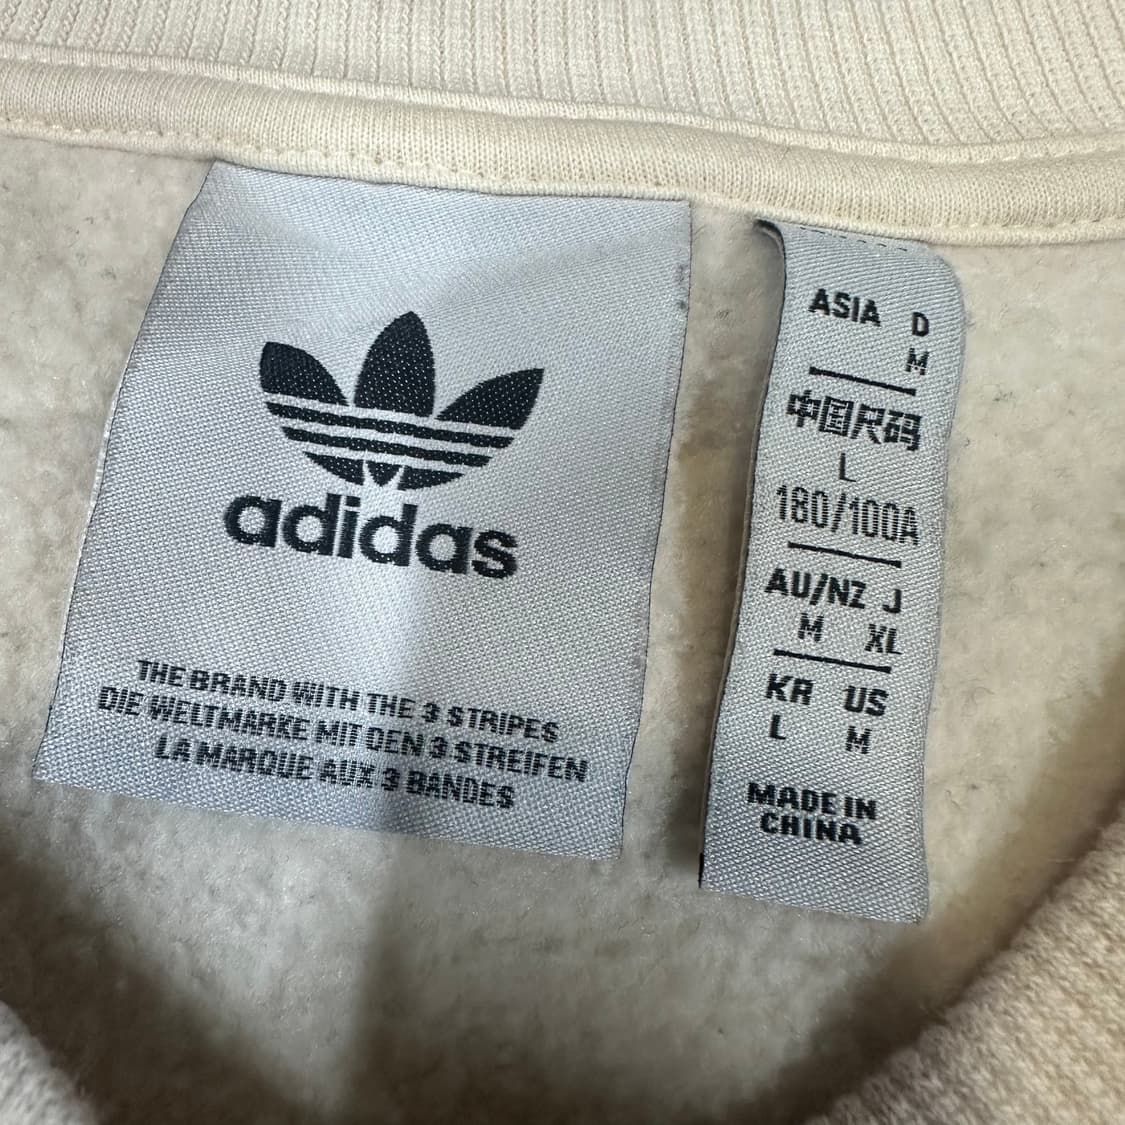 adidas
THE BRAND WITH THE 3 STRIPES
DIE WELTMARKE MIT DEN 3 STREIFEN
LA MARQUE AUX 3 BANDES
ASIA D
M
中国尺码
L
180/100A
AU/NZ J
M XL
KR US
L M
MADE IN
CHINA